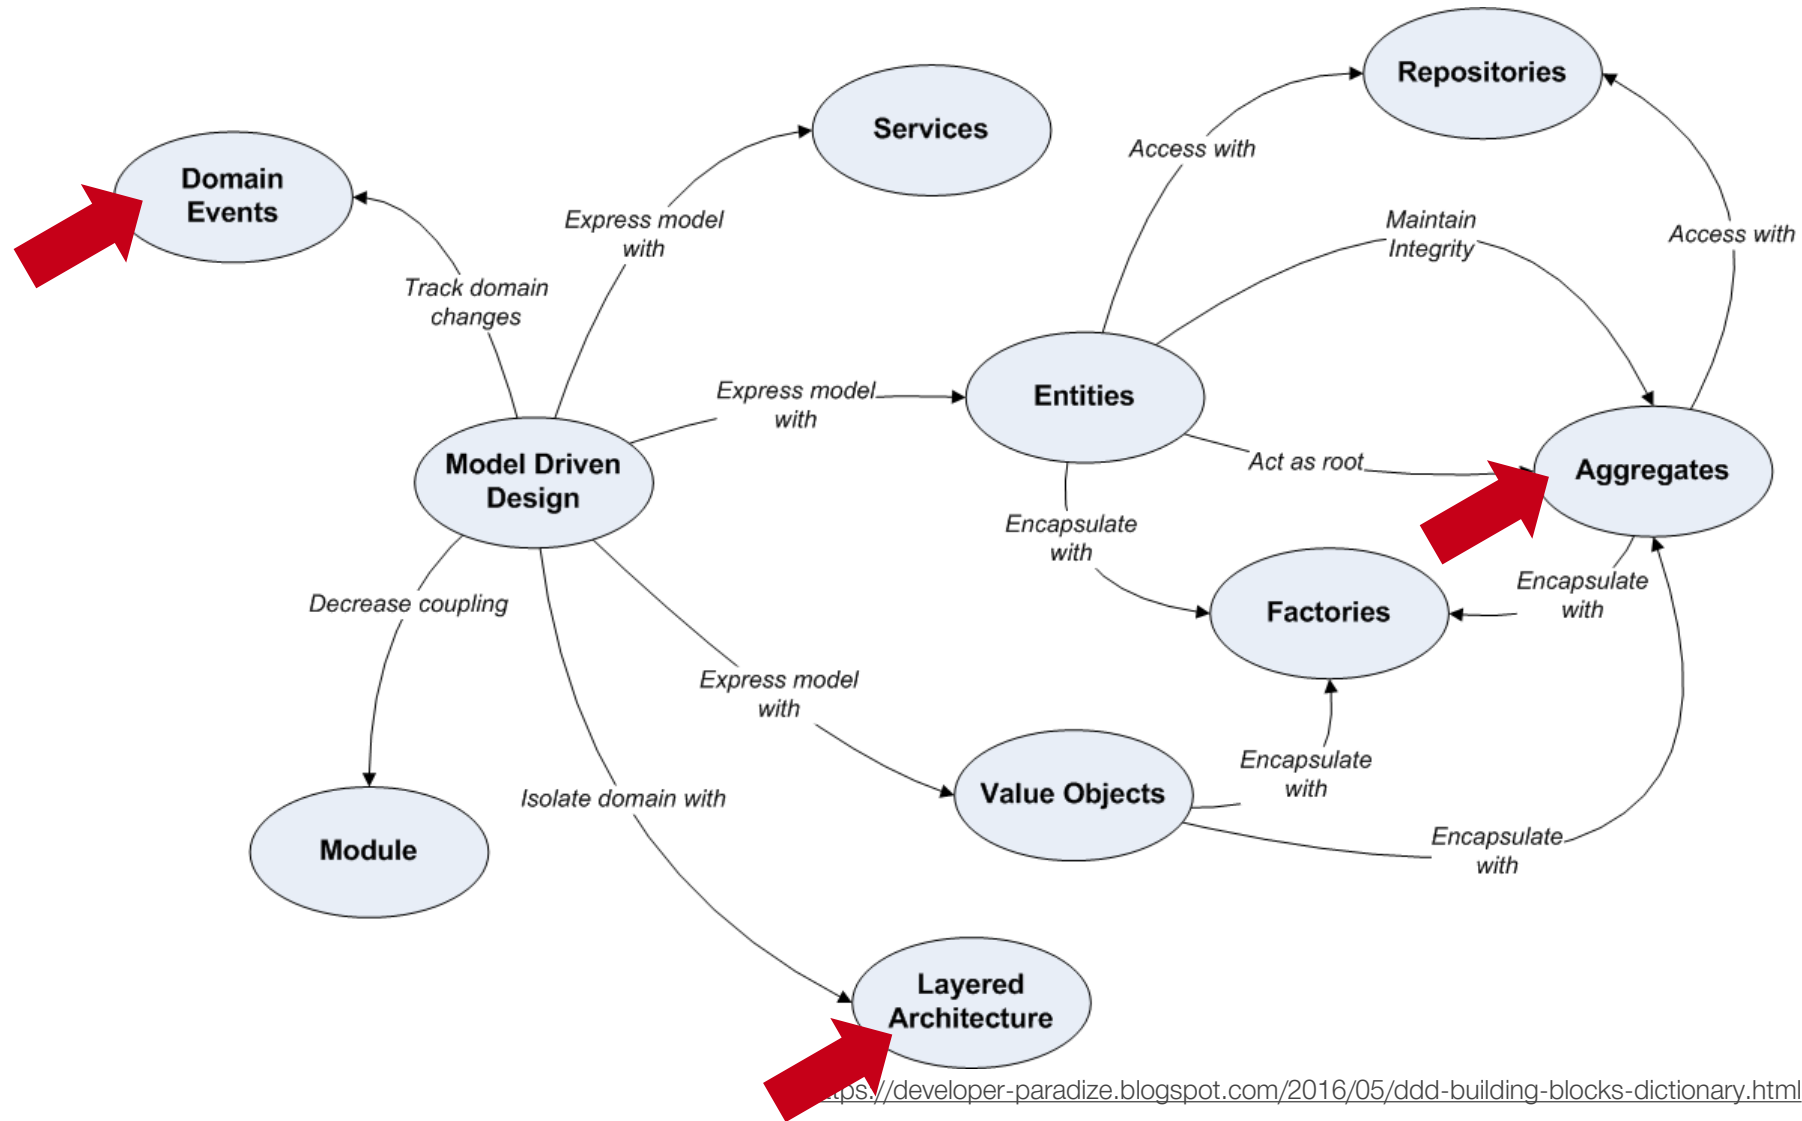 Repositories
Services
Access with
Domain
Events
Express model
with
Maintain
Integrity
Access with
Track domain
changes
Express model
with
Entities
Model Driven
Design
Act as root
Aggregates
Encapsulate
with
Encapsulate
with
Decrease coupling
Factories
Express model
with
Encapsulate
with
Isolate domain with
Value Objects
Module
Encapsulate
with
Layered
Architecture
ps://developer-paradize.blogspot.com/2016/05/ddd-building-blocks-dictionary.html